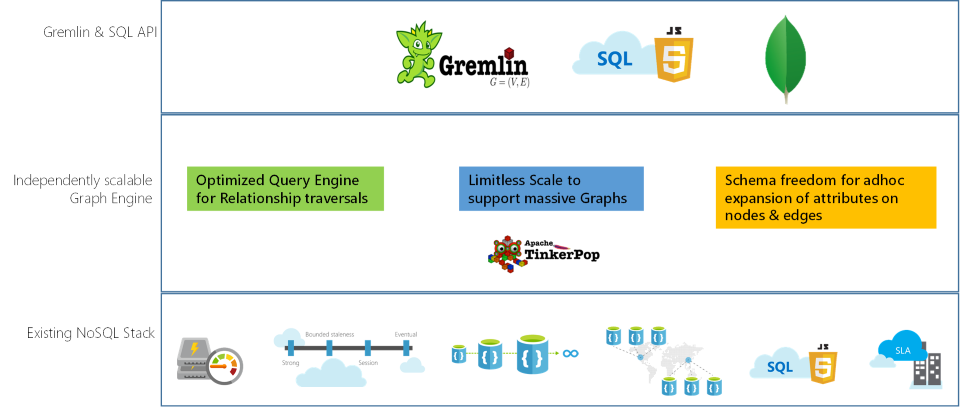 Gremlin & SQL API
Gremlin
G = (V, E)
SQL
JS
5
Independently scalable
Graph Engine
Optimized Query Engine
for Relationship traversals
Limitless Scale to
support massive Graphs
Schema freedom for adhoc
expansion of attributes on
nodes & edges
Apache
TinkerPop
Existing NoSQL Stack
Bounded staleness
Eventual
Strong
Session
{ }
{ }
{ }
∞
{ }
{ }
{ }
{ }
{ }
{ }
SQL
JS
5
SLA